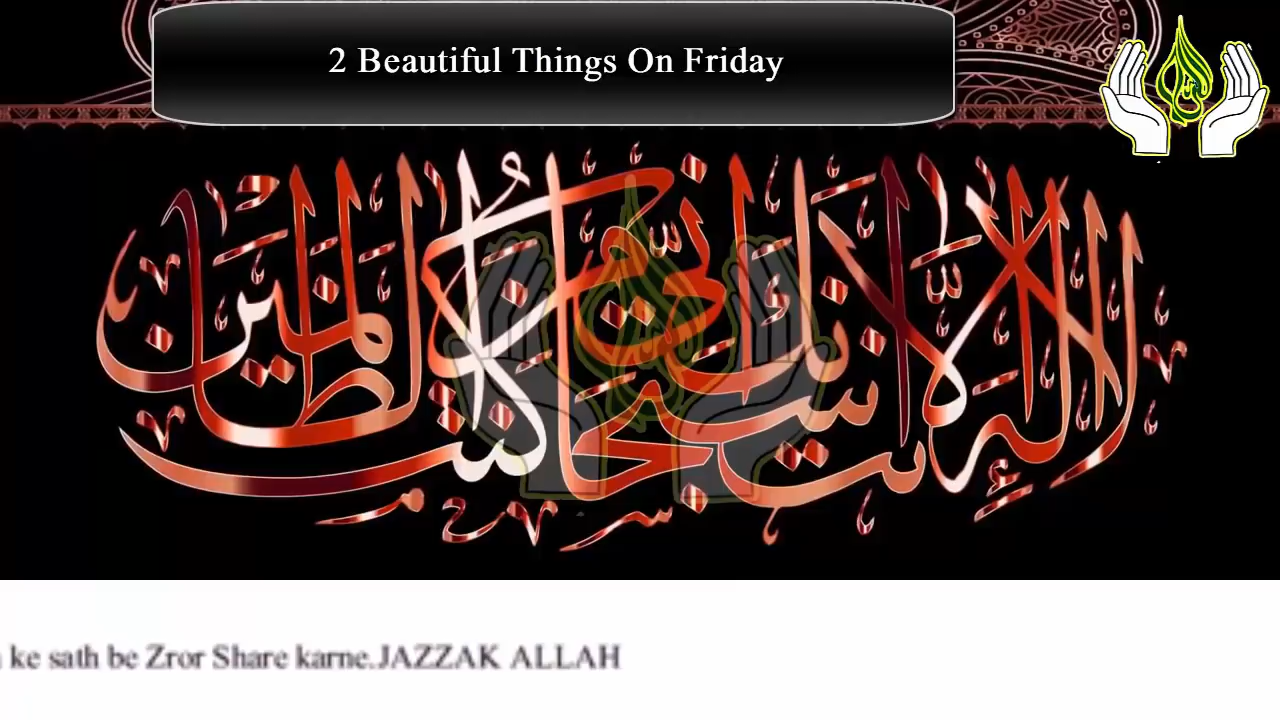 2 Beautiful Things On Friday
لا إله إلا أنت سبحانك إني كنت من الظالمين
ke sath be Zror Share karne.JAZZAK ALLAH